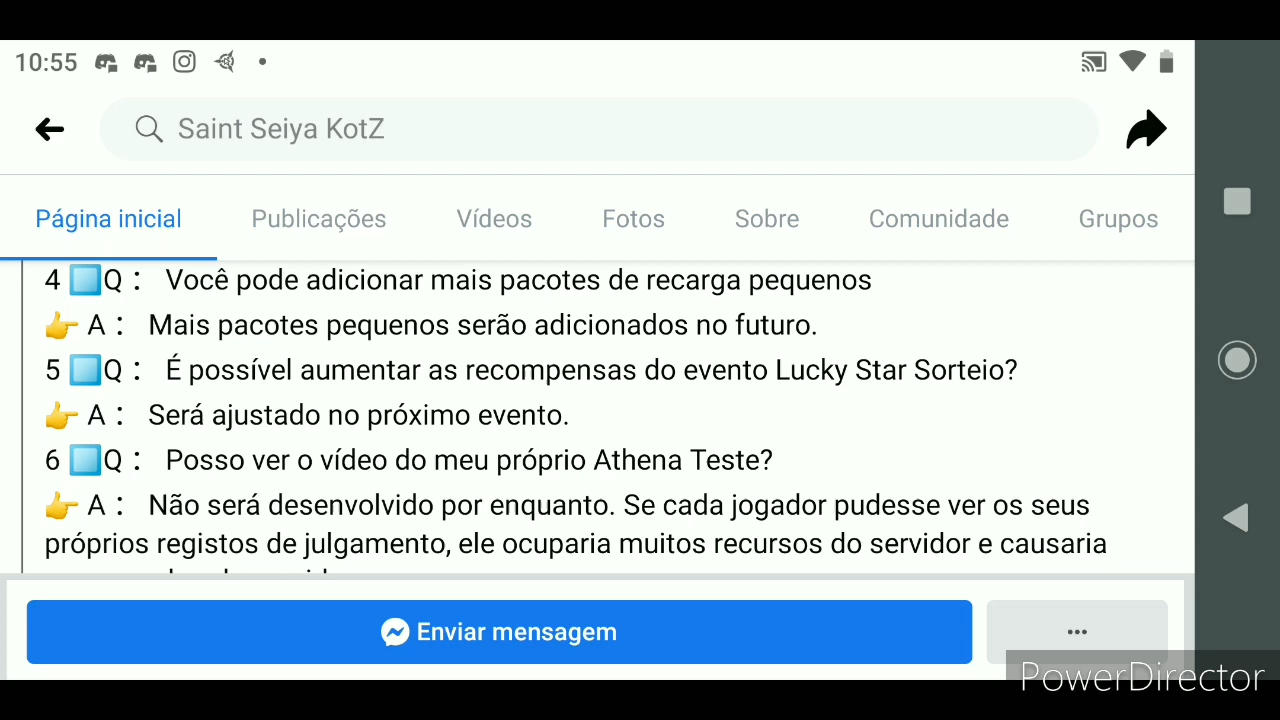 10:55
Saint Seiya KotZ
Página inicial Publicações Vídeos Fotos Sobre Comunidade Grupos
4 Q： Você pode adicionar mais pacotes de recarga pequenos
A： Mais pacotes pequenos serão adicionados no futuro.
5 Q： É possível aumentar as recompensas do evento Lucky Star Sorteio?
A： Será ajustado no próximo evento.
6 Q： Posso ver o vídeo do meu próprio Athena Teste?
A： Não será desenvolvido por enquanto. Se cada jogador pudesse ver os seus
próprios registos de julgamento, ele ocuparia muitos recursos do servidor e causaria
Enviar mensagem
...
PowerDirector